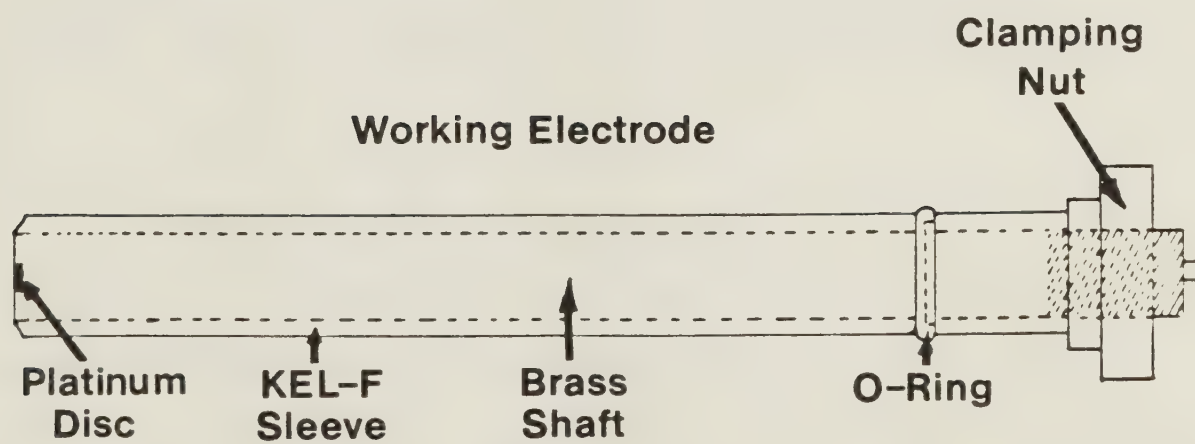 Clamping
Nut
Working Electrode
Platinum
Disc
KEL-F
Sleeve
Brass
Shaft
O-Ring